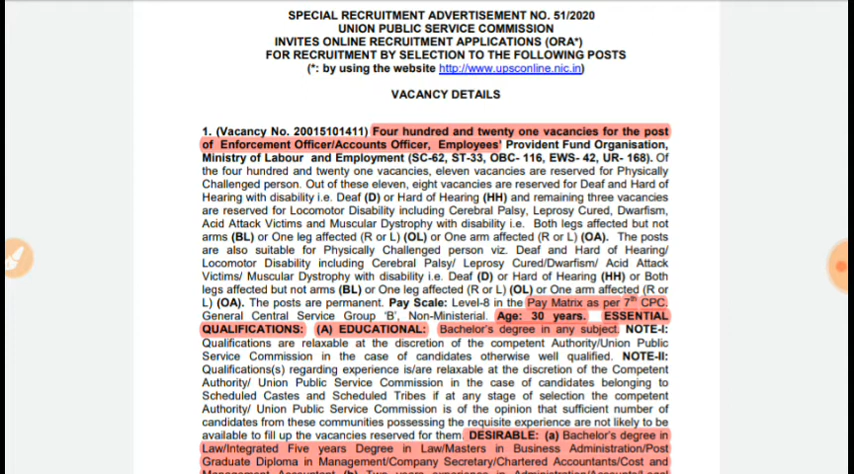 SPECIAL RECRUITMENT ADVERTISEMENT NO. 51/2020
UNION PUBLIC SERVICE COMMISSION
INVITES ONLINE RECRUITMENT APPLICATIONS (ORA*)
FOR RECRUITMENT BY SELECTION TO THE FOLLOWING POSTS
(*: by using the website http://www.upsconline.nic.in)
VACANCY DETAILS
1. (Vacancy No. 20015101411) Four hundred and twenty one vacancies for the post
of Enforcement Officer/Accounts Officer, Employees' Provident Fund Organisation,
Ministry of Labour and Employment (SC-62, ST-33, OBC- 116, EWS- 42, UR- 168). Of
the four hundred and twenty one vacancies, eleven vacancies are reserved for Physically
Challenged person. Out of these eleven, eight vacancies are reserved for Deaf and Hard of
Hearing with disability i.e. Deaf (D) or Hard of Hearing (HH) and remaining three vacancies
are reserved for Locomotor Disability including Cerebral Palsy, Leprosy Cured, Dwarfism,
Acid Attack Victims and Muscular Dystrophy with disability i.e. Both legs affected but not
arms (BL) or One leg affected (R or L) (OL) or One arm affected (R or L) (OA). The posts
are also suitable for Physically Challenged person viz. Deaf and Hard of Hearing/
Locomotor Disability including Cerebral Palsy/ Leprosy Cured/Dwarfism/ Acid Attack
Victims/ Muscular Dystrophy with disability i.e. Deaf (D) or Hard of Hearing (HH) or Both
legs affected but not arms (BL) or One leg affected (R or L) (OL) or One arm affected (R or
L) (OA). The posts are permanent. Pay Scale: Level-8 in the Pay Matrix as per 7th CPC.
General Central Service Group 'B', Non-Ministerial. Age: 30 years. ESSENTIAL
QUALIFICATIONS: (A) EDUCATIONAL: Bachelor's degree in any subject. NOTE-I:
Qualifications are relaxable at the discretion of the competent Authority/Union Public
Service Commission in the case of candidates otherwise well qualified. NOTE-II:
Qualifications(s) regarding experience is/are relaxable at the discretion of the Competent
Authority/ Union Public Service Commission in the case of candidates belonging to
Scheduled Castes and Scheduled Tribes if at any stage of selection the competent
Authority/ Union Public Service Commission is of the opinion that sufficient number of
candidates from these communities possessing the requisite experience are not likely to be
available to fill up the vacancies reserved for them. DESIRABLE: (a) Bachelor's degree in
Law/Integrated Five years Degree in Law/Masters in Business Administration/Post
Graduate Diploma in Management/Company Secretary/Chartered Accountants/Cost and